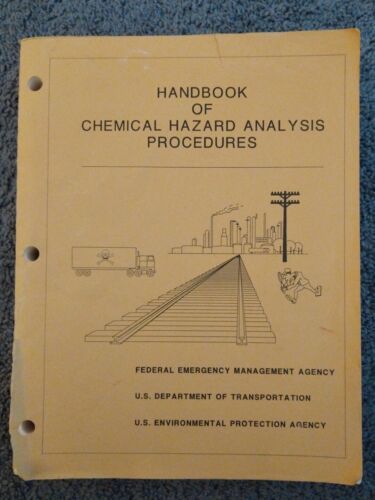 HANDBOOK
OF
CHEMICAL HAZARD ANALYSIS
PROCEDURES
FEDERAL EMERGENCY MANAGEMENT AGENCY
U.S. DEPARTMENT OF TRANSPORTATION
U.S. ENVIRONMENTAL PROTECTION AGENCY